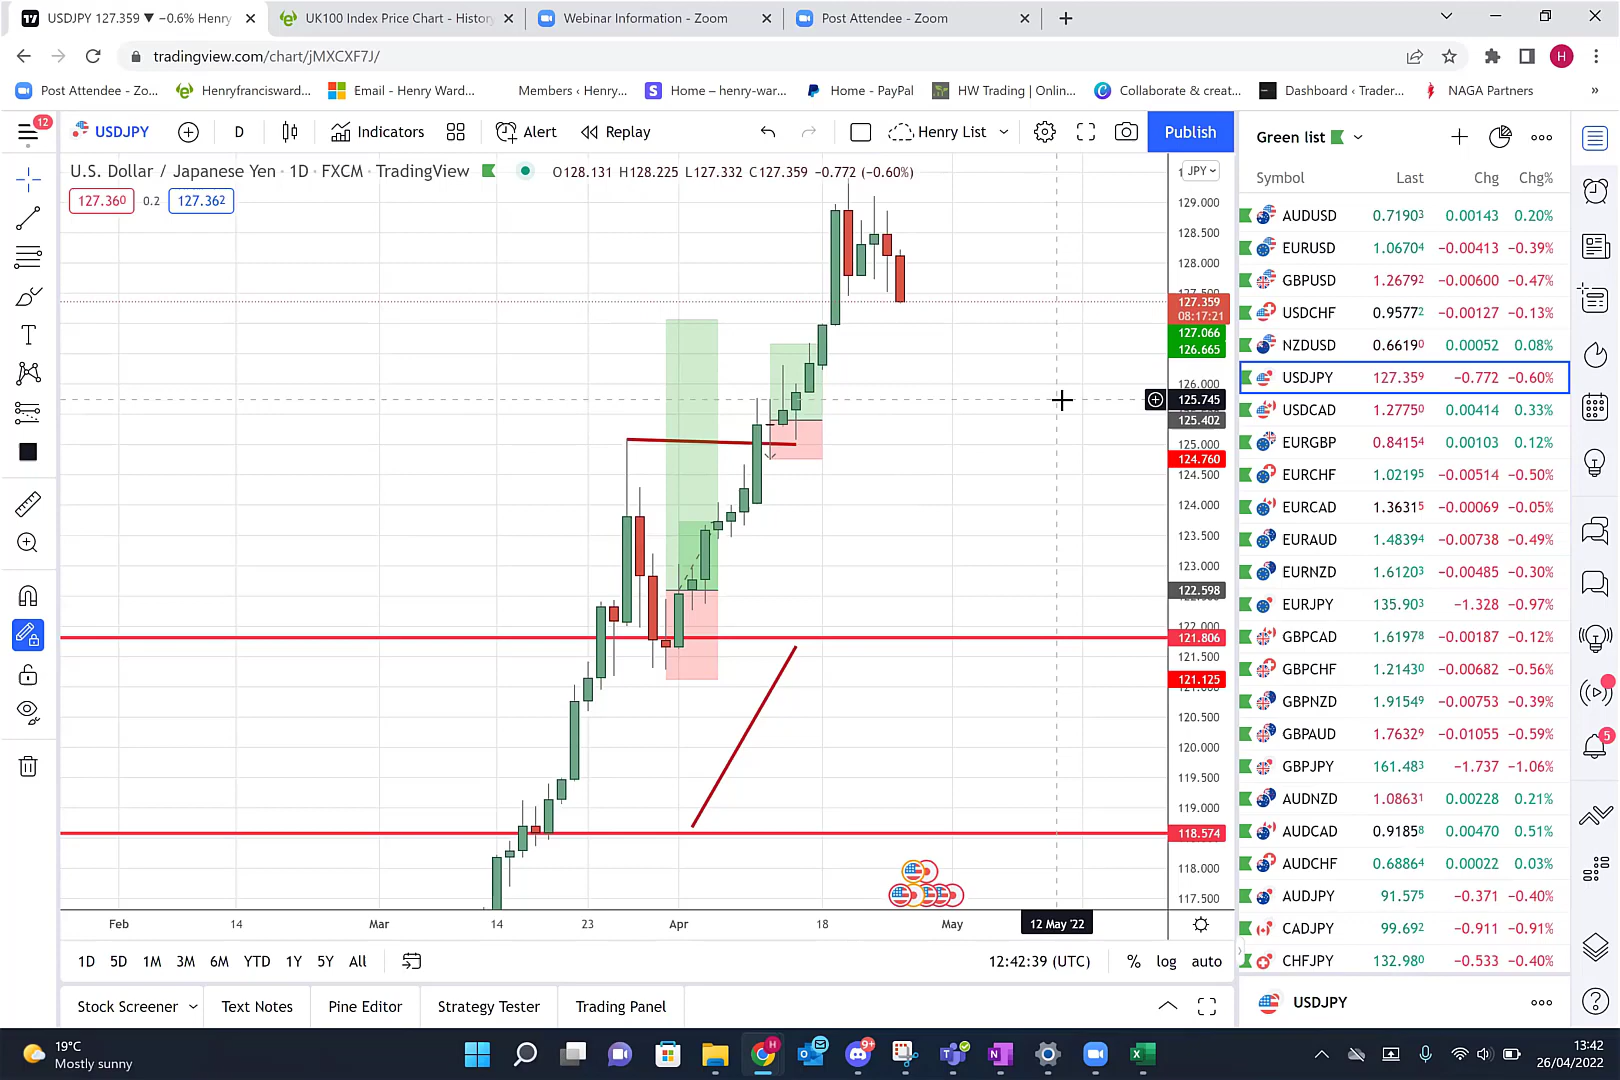 USDJPY 127.359 ▼ −0.6% Henry
UK100 Index Price Chart - Histor
Webinar Information - Zoom
Post Attendee - Zoom
tradingview.com/chart/jMXCXF7J/
H
Post Attendee - Zo...
Henryfrancisward...
Email - Henry Ward...
Members ‹ Henry...
Home – henry-war...
Home - PayPal
HW Trading | Onlin...
Collaborate & creat...
Dashboard ‹ Trader...
NAGA Partners
»
12
USDJPY
D
Indicators
Alert
Replay
Henry List
Publish
U.S. Dollar / Japanese Yen · 1D · FXCM · TradingView
O128.131 H128.225 L127.332 C127.359 −0.772 (−0.60%)
127.360
0.2
127.362
JPY
129.000
128.500
128.000
127.359
08:17:21
127.066
126.665
126.000
125.745
125.402
125.000
124.760
124.500
124.000
123.500
123.000
122.598
122.000
121.806
121.500
121.125
120.500
120.000
119.500
119.000
118.574
118.000
117.500
Feb
14
Mar
14
23
Apr
18
May
12 May '22
1D 5D 1M 3M 6M YTD 1Y 5Y All
12:42:39 (UTC)
% log auto
Stock Screener
Text Notes
Pine Editor
Strategy Tester
Trading Panel
Green list
Symbol Last Chg Chg%
AUDUSD 0.71903 0.00143 0.20%
EURUSD 1.06704 −0.00413 −0.39%
GBPUSD 1.26792 −0.00600 −0.47%
USDCHF 0.95772 −0.00127 −0.13%
NZDUSD 0.66190 0.00052 0.08%
USDJPY 127.359 −0.772 −0.60%
USDCAD 1.27750 0.00414 0.33%
EURGBP 0.84154 0.00103 0.12%
EURCHF 1.02195 −0.00514 −0.50%
EURCAD 1.36315 −0.00069 −0.05%
EURAUD 1.48394 −0.00738 −0.49%
EURNZD 1.61203 −0.00485 −0.30%
EURJPY 135.903 −1.328 −0.97%
GBPCAD 1.61978 −0.00187 −0.12%
GBPCHF 1.21430 −0.00682 −0.56%
GBPNZD 1.91549 −0.00753 −0.39%
GBPAUD 1.76329 −0.01055 −0.59%
GBPJPY 161.483 −1.737 −1.06%
AUDNZD 1.08631 0.00228 0.21%
AUDCAD 0.91858 0.00470 0.51%
AUDCHF 0.68864 0.00022 0.03%
AUDJPY 91.575 −0.371 −0.40%
CADJPY 99.692 −0.911 −0.91%
CHFJPY 132.980 −0.533 −0.40%
USDJPY
5
19°C
Mostly sunny
H
9+
13:42
26/04/2022